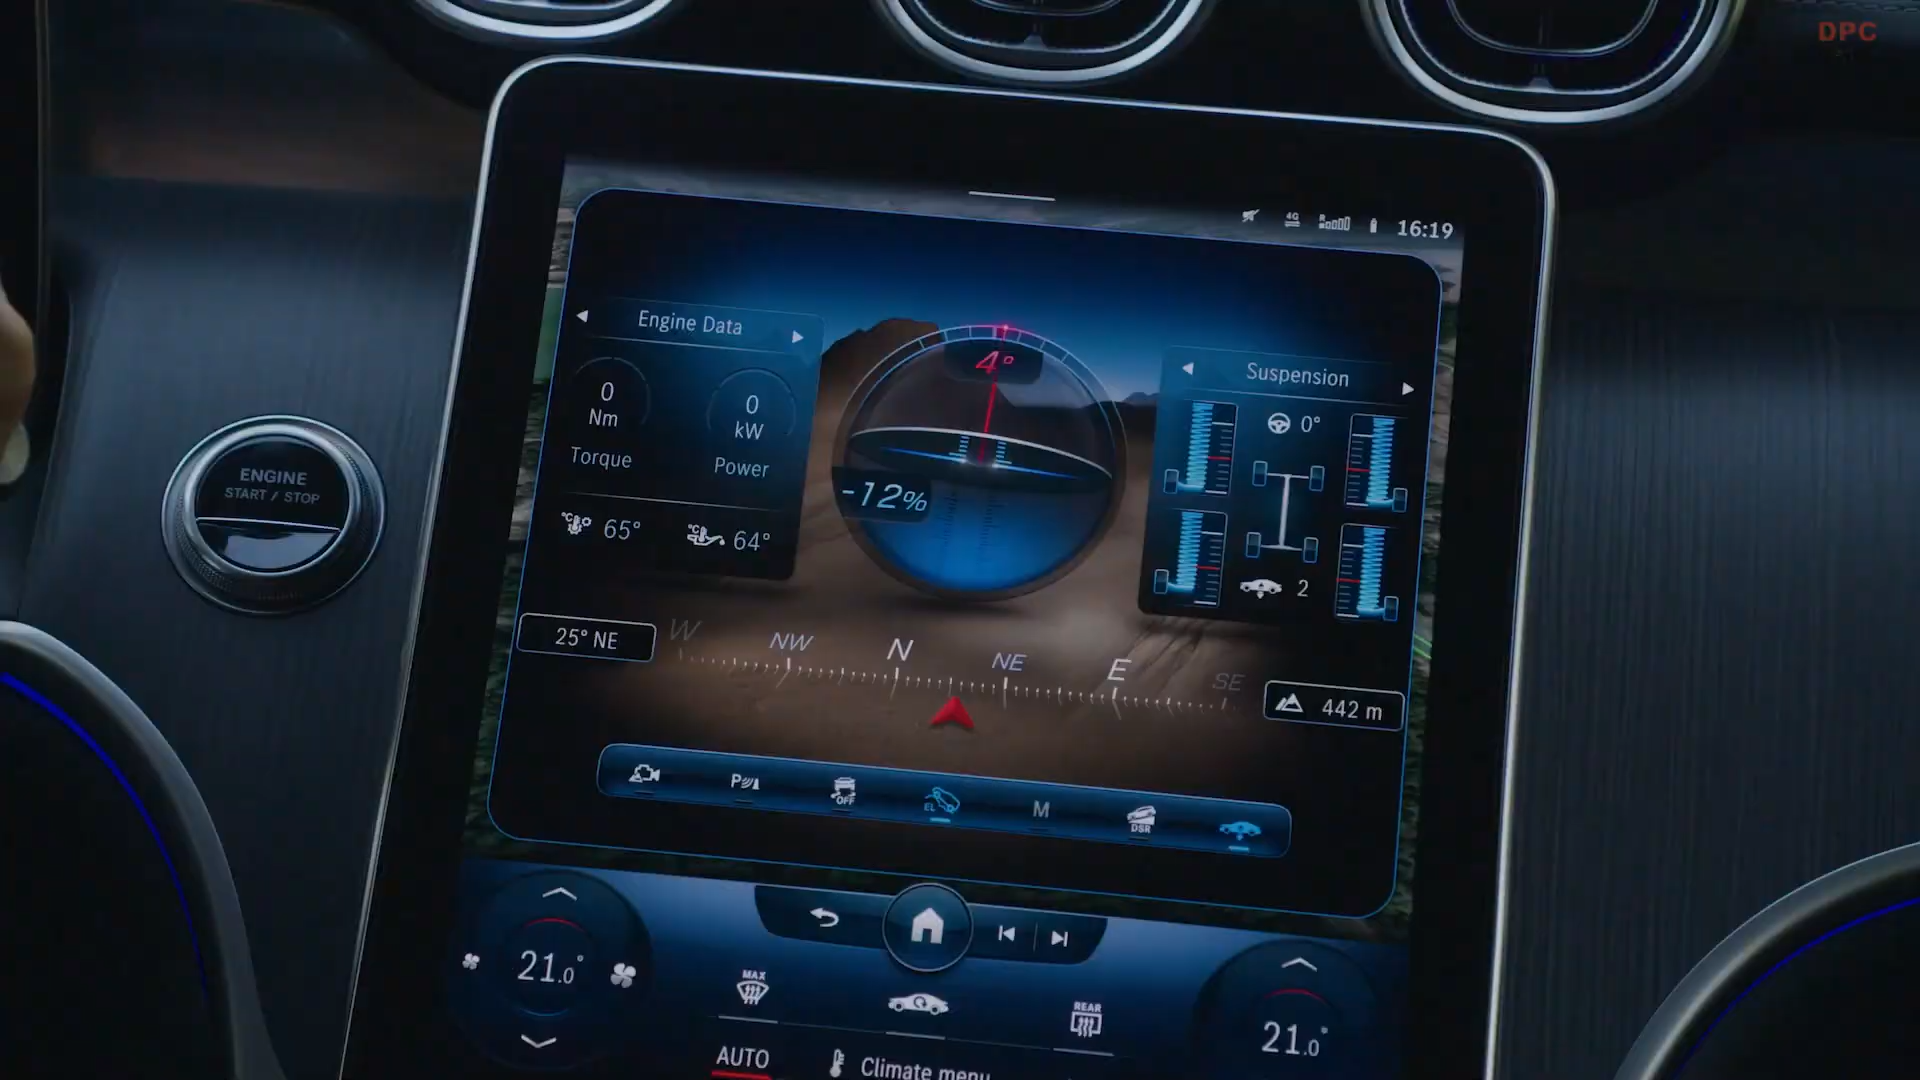 DPC
4G
R
16:19
Engine Data
4°
Suspension
0
Nm
0
kW
0°
Torque
Power
ENGINE
START / STOP
-12%
°C
65°
°C
64°
2
25° NE
W
NW
N
NE
E
SE
442 m
P
OFF
EL
M
DSR
21.0°
MAX
REAR
21.0°
AUTO
Climate menu